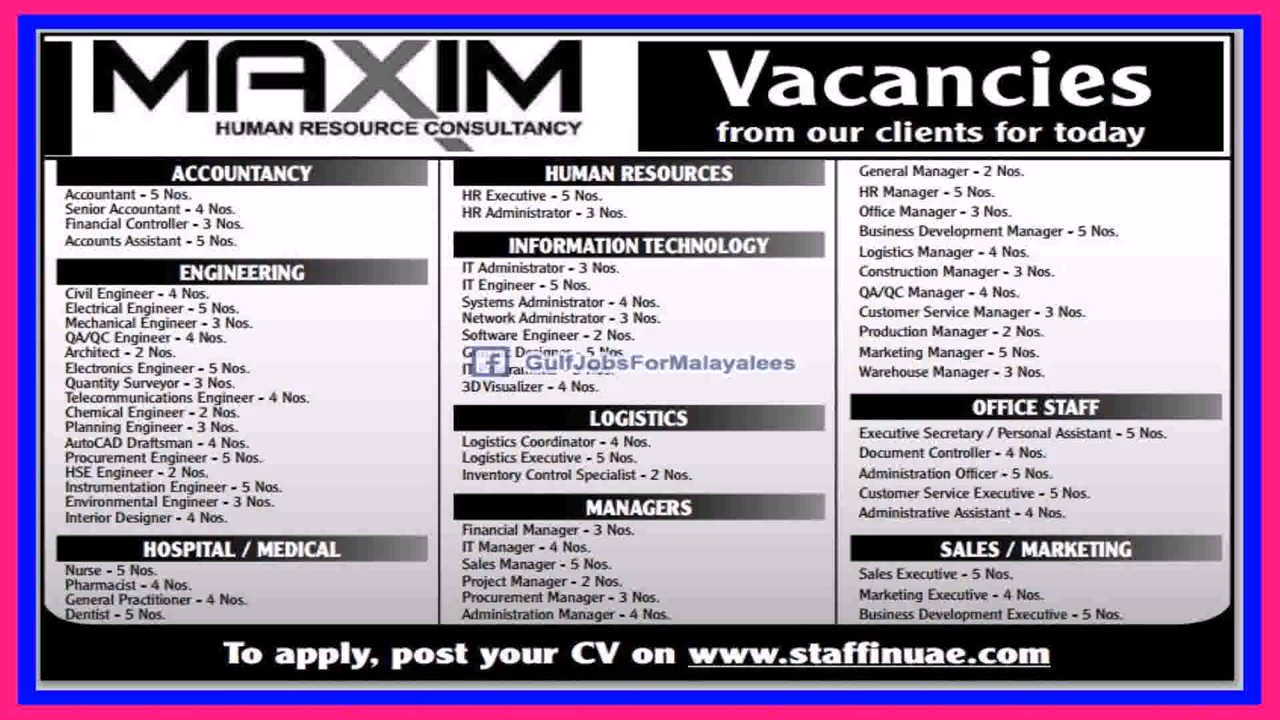 MAXIM
HUMAN RESOURCE CONSULTANCY
Vacancies
from our clients for today
ACCOUNTANCY
Accountant - 5 Nos.
Senior Accountant - 4 Nos.
Financial Controller - 3 Nos.
Accounts Assistant - 5 Nos.
ENGINEERING
Civil Engineer - 4 Nos.
Electrical Engineer - 5 Nos.
Mechanical Engineer - 3 Nos.
QA/QC Engineer - 4 Nos.
Architect - 2 Nos.
Electronics Engineer - 5 Nos.
Quantity Surveyor - 3 Nos.
Telecommunications Engineer - 4 Nos.
Chemical Engineer - 2 Nos.
Planning Engineer - 3 Nos.
AutoCAD Draftsman - 4 Nos.
Procurement Engineer - 5 Nos.
HSE Engineer - 2 Nos.
Instrumentation Engineer - 5 Nos.
Environmental Engineer - 3 Nos.
Interior Designer - 4 Nos.
HOSPITAL / MEDICAL
Nurse - 5 Nos.
Pharmacist - 4 Nos.
General Practitioner - 4 Nos.
Dentist - 5 Nos.
HUMAN RESOURCES
HR Executive - 5 Nos.
HR Administrator - 3 Nos.
INFORMATION TECHNOLOGY
IT Administrator - 3 Nos.
IT Engineer - 5 Nos.
Systems Administrator - 4 Nos.
Network Administrator - 3 Nos.
Software Engineer - 2 Nos.
Designer - 5 Nos.
GulfJobsForMalayalees
IT
3D Visualizer - 4 Nos.
LOGISTICS
Logistics Coordinator - 4 Nos.
Logistics Executive - 5 Nos.
Inventory Control Specialist - 2 Nos.
MANAGERS
Financial Manager - 3 Nos.
IT Manager - 4 Nos.
Sales Manager - 5 Nos.
Project Manager - 2 Nos.
Procurement Manager - 3 Nos.
Administration Manager - 4 Nos.
General Manager - 2 Nos.
HR Manager - 5 Nos.
Office Manager - 3 Nos.
Business Development Manager - 5 Nos.
Logistics Manager - 4 Nos.
Construction Manager - 3 Nos.
QA/QC Manager - 4 Nos.
Customer Service Manager - 3 Nos.
Production Manager - 2 Nos.
Marketing Manager - 5 Nos.
Warehouse Manager - 3 Nos.
OFFICE STAFF
Executive Secretary / Personal Assistant - 5 Nos.
Document Controller - 4 Nos.
Administration Officer - 5 Nos.
Customer Service Executive - 5 Nos.
Administrative Assistant - 4 Nos.
SALES / MARKETING
Sales Executive - 5 Nos.
Marketing Executive - 4 Nos.
Business Development Executive - 5 Nos.
To apply, post your CV on www.staffinuae.com